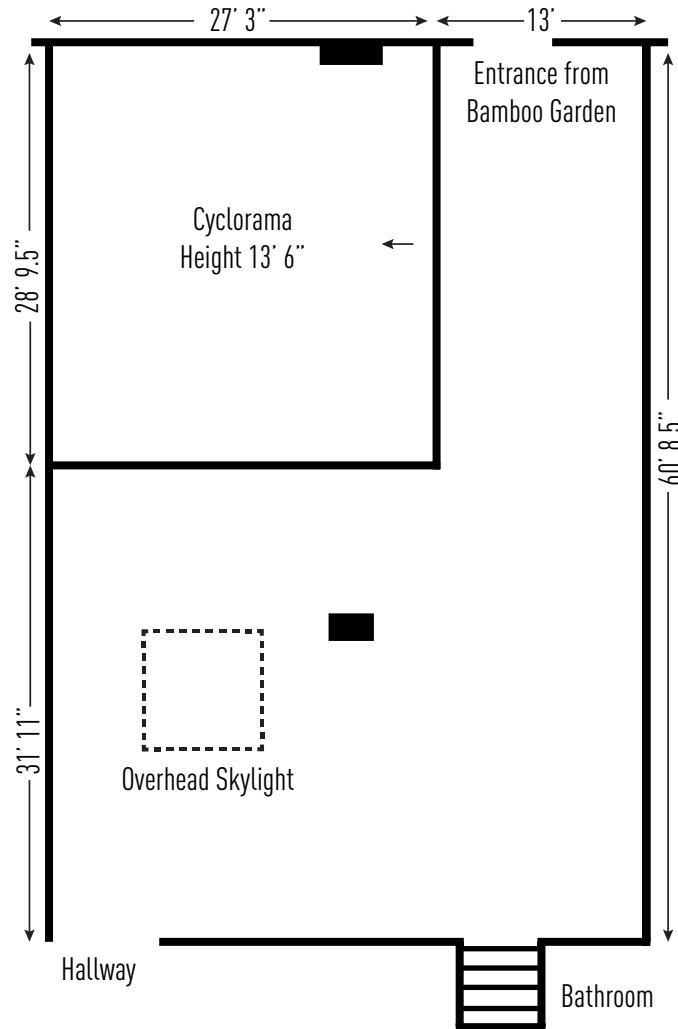 27’ 3”
13’
Entrance from
Bamboo Garden
Cyclorama
Height 13’ 6”
28’ 9.5”
60’ 8.5”
31’ 11”
Overhead Skylight
Hallway
Bathroom